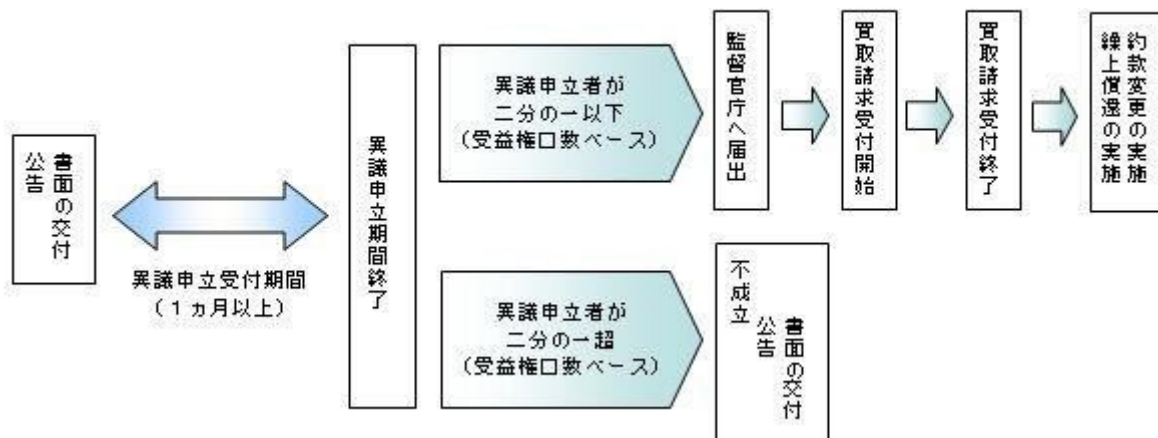 書面の交付
公告
異議申立受付期間
（１ヵ月以上）
異議申立期間終了
異議申立者が
二分の一以下
（受益権口数ベース）
監督官庁へ届出
買取請求受付開始
買取請求受付終了
約款変更の実施
繰上償還の実施
異議申立者が
二分の一超
（受益権口数ベース）
不成立
書面の交付
公告